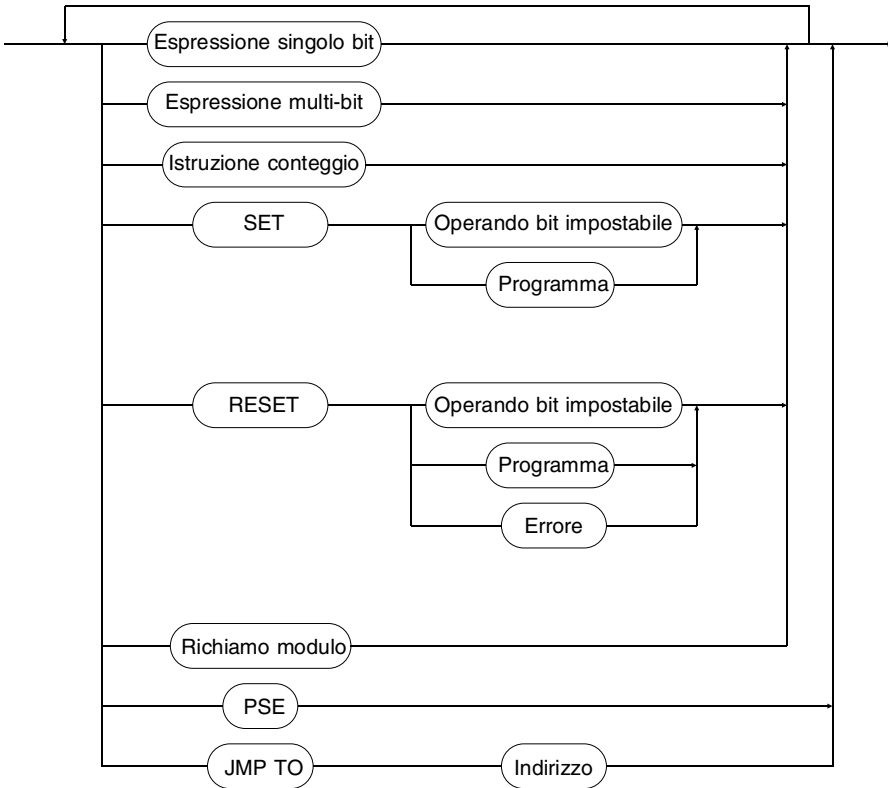 Espressione singolo bit
Espressione multi-bit
Istruzione conteggio
SET
Operando bit impostabile
Programma
RESET
Operando bit impostabile
Programma
Errore
Richiamo modulo
PSE
JMP TO
Indirizzo